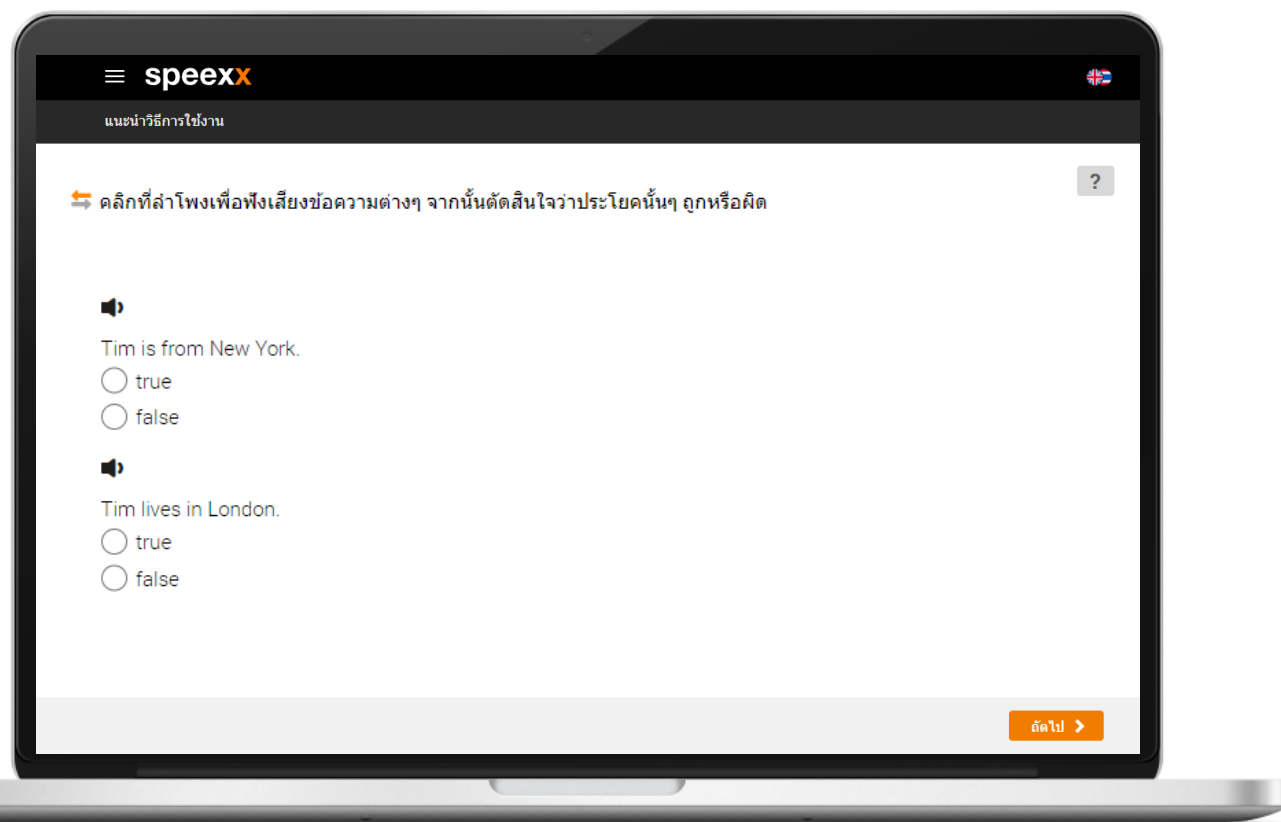 speexx
แนะนำวิธีการใช้งาน
?
คลิกที่ลำโพงเพื่อฟังเสียงข้อความต่างๆ จากนั้นตัดสินใจว่าประโยคนั้นๆ ถูกหรือผิด
Tim is from New York.
true
false
Tim lives in London.
true
false
ถัดไป